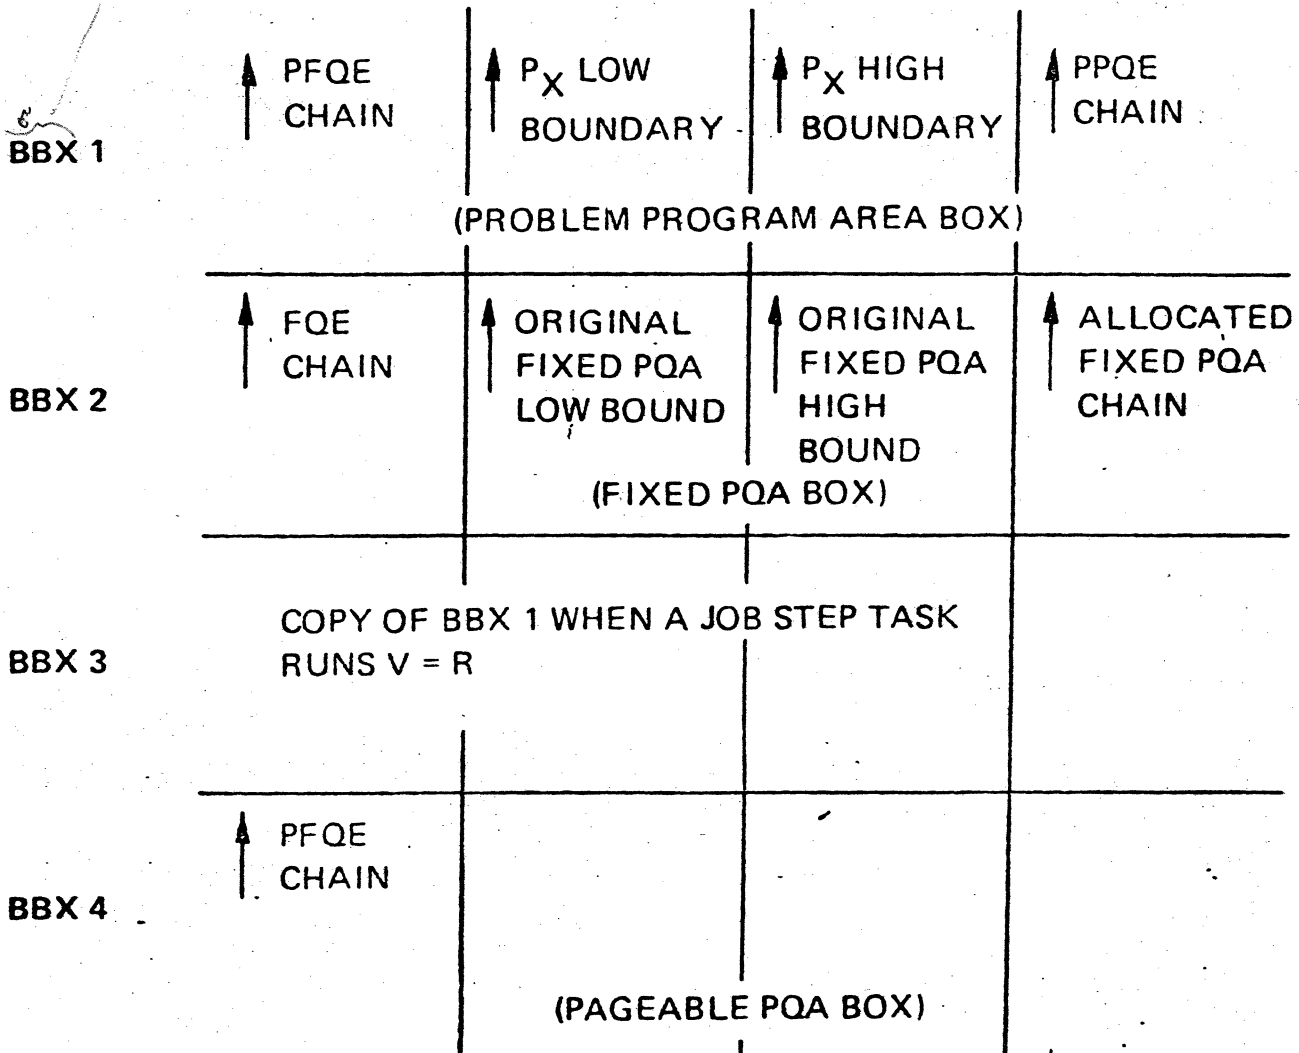 ↑ PFQE
CHAIN
↑ PX LOW
BOUNDARY
↑ PX HIGH
BOUNDARY
↑ PPQE
CHAIN
BBX 1
(PROBLEM PROGRAM AREA BOX)
↑ FQE
CHAIN
↑ ORIGINAL
FIXED PQA
LOW BOUND
↑ ORIGINAL
FIXED PQA
HIGH
BOUND
↑ ALLOCATED
FIXED PQA
CHAIN
BBX 2
(FIXED PQA BOX)
COPY OF BBX 1 WHEN A JOB STEP TASK
RUNS V = R
BBX 3
↑ PFQE
CHAIN
BBX 4
(PAGEABLE PQA BOX)